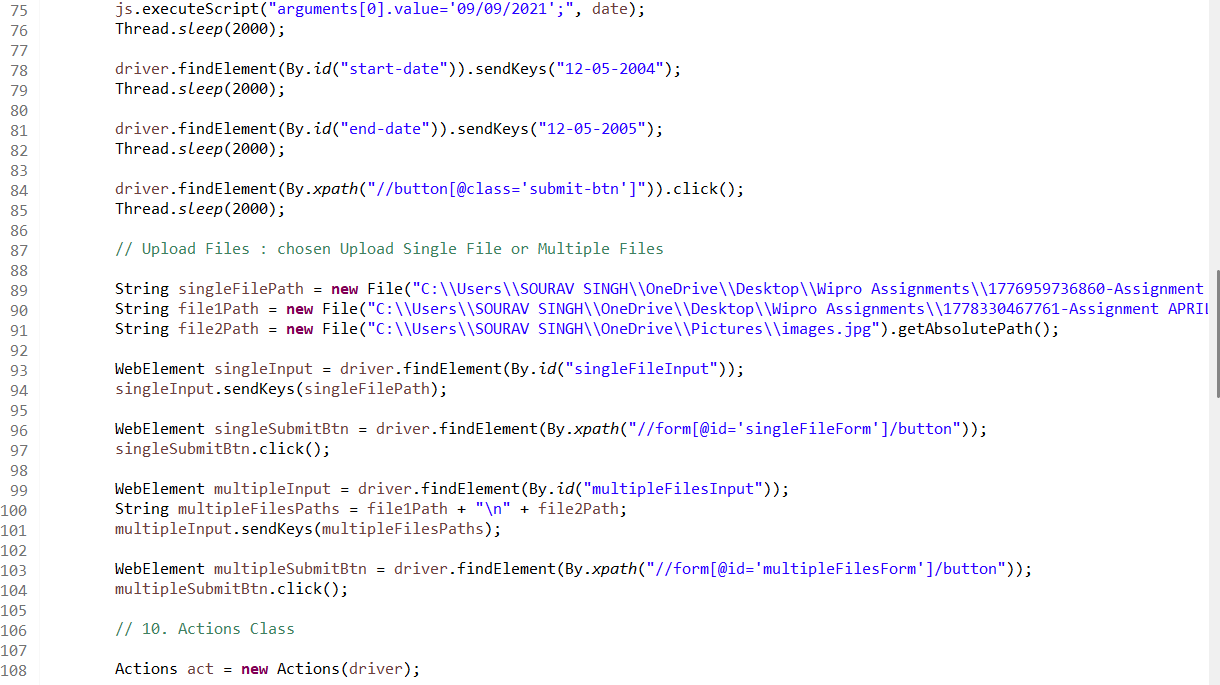 75 js.executeScript("arguments[0].value='09/09/2021';", date);
76 Thread.sleep(2000);
77
78 driver.findElement(By.id("start-date")).sendKeys("12-05-2004");
79 Thread.sleep(2000);
80
81 driver.findElement(By.id("end-date")).sendKeys("12-05-2005");
82 Thread.sleep(2000);
83
84 driver.findElement(By.xpath("//button[@class='submit-btn']")).click();
85 Thread.sleep(2000);
86
87 // Upload Files : chosen Upload Single File or Multiple Files
88
89 String singleFilePath = new File("C:\\Users\\SOURAV SINGH\\OneDrive\\Desktop\\Wipro Assignments\\1776959736860-Assignment
90 String file1Path = new File("C:\\Users\\SOURAV SINGH\\OneDrive\\Desktop\\Wipro Assignments\\1778330467761-Assignment APRIL
91 String file2Path = new File("C:\\Users\\SOURAV SINGH\\OneDrive\\Pictures\\images.jpg").getAbsolutePath();
92
93 WebElement singleInput = driver.findElement(By.id("singleFileInput"));
94 singleInput.sendKeys(singleFilePath);
95
96 WebElement singleSubmitBtn = driver.findElement(By.xpath("//form[@id='singleFileForm']/button"));
97 singleSubmitBtn.click();
98
99 WebElement multipleInput = driver.findElement(By.id("multipleFilesInput"));
100 String multipleFilesPaths = file1Path + "\n" + file2Path;
101 multipleInput.sendKeys(multipleFilesPaths);
102
103 WebElement multipleSubmitBtn = driver.findElement(By.xpath("//form[@id='multipleFilesForm']/button"));
104 multipleSubmitBtn.click();
105
106 // 10. Actions Class
107
108 Actions act = new Actions(driver);